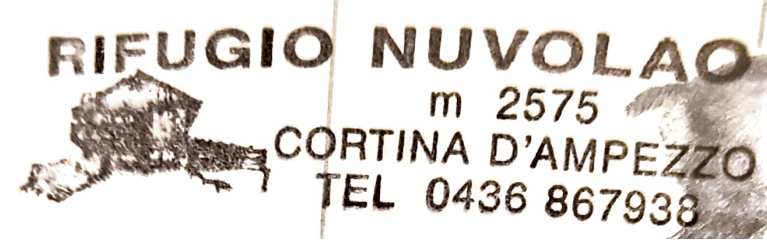 RIFUGIO NUVOLAO
m 2575
CORTINA D'AMPEZZO
TEL 0436 867938